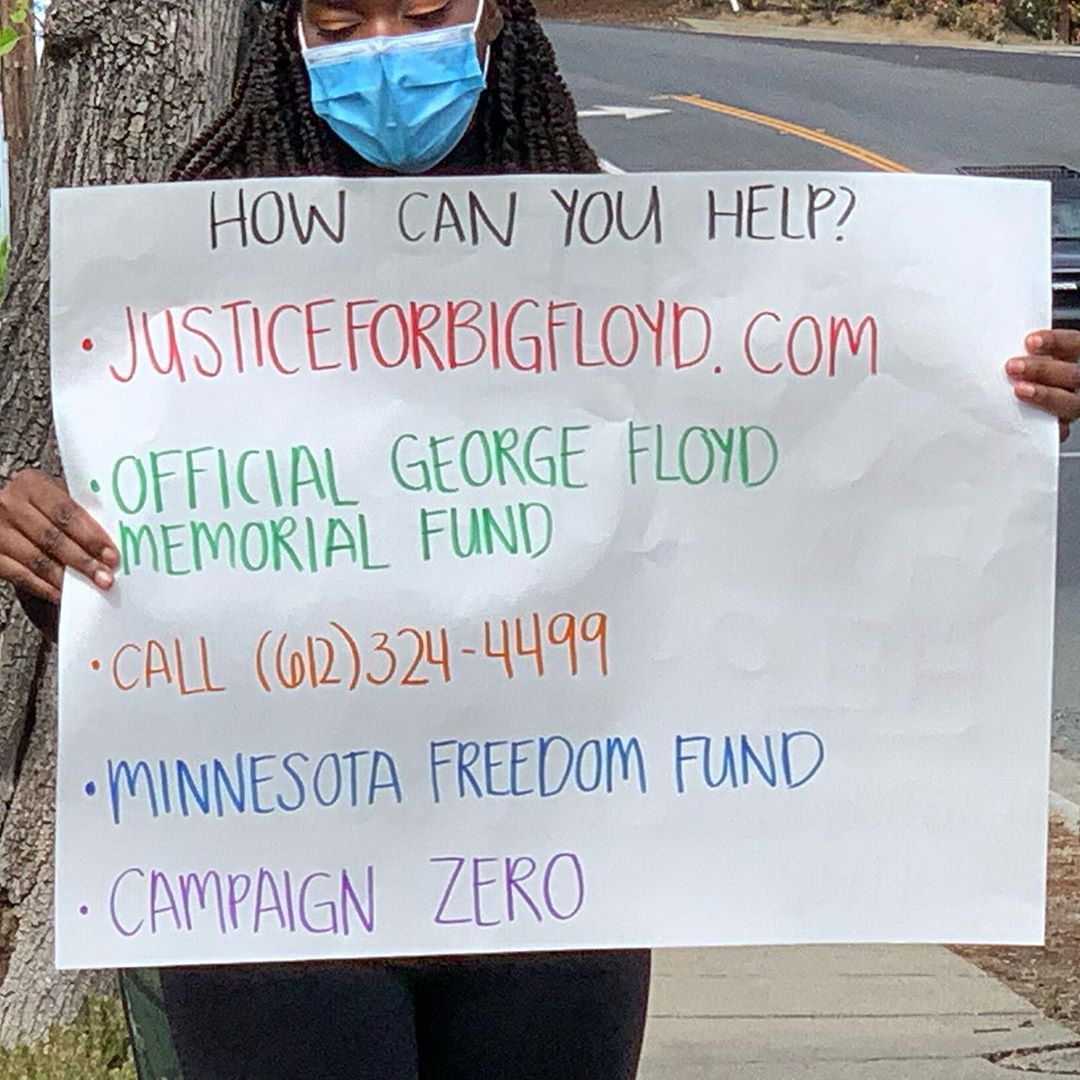 HOW CAN YOU HELP?
• JUSTICEFORBIGFLOYD.COM
• OFFICIAL GEORGE FLOYD
MEMORIAL FUND
• CALL (612)324-4499
• MINNESOTA FREEDOM FUND
• CAMPAIGN ZERO